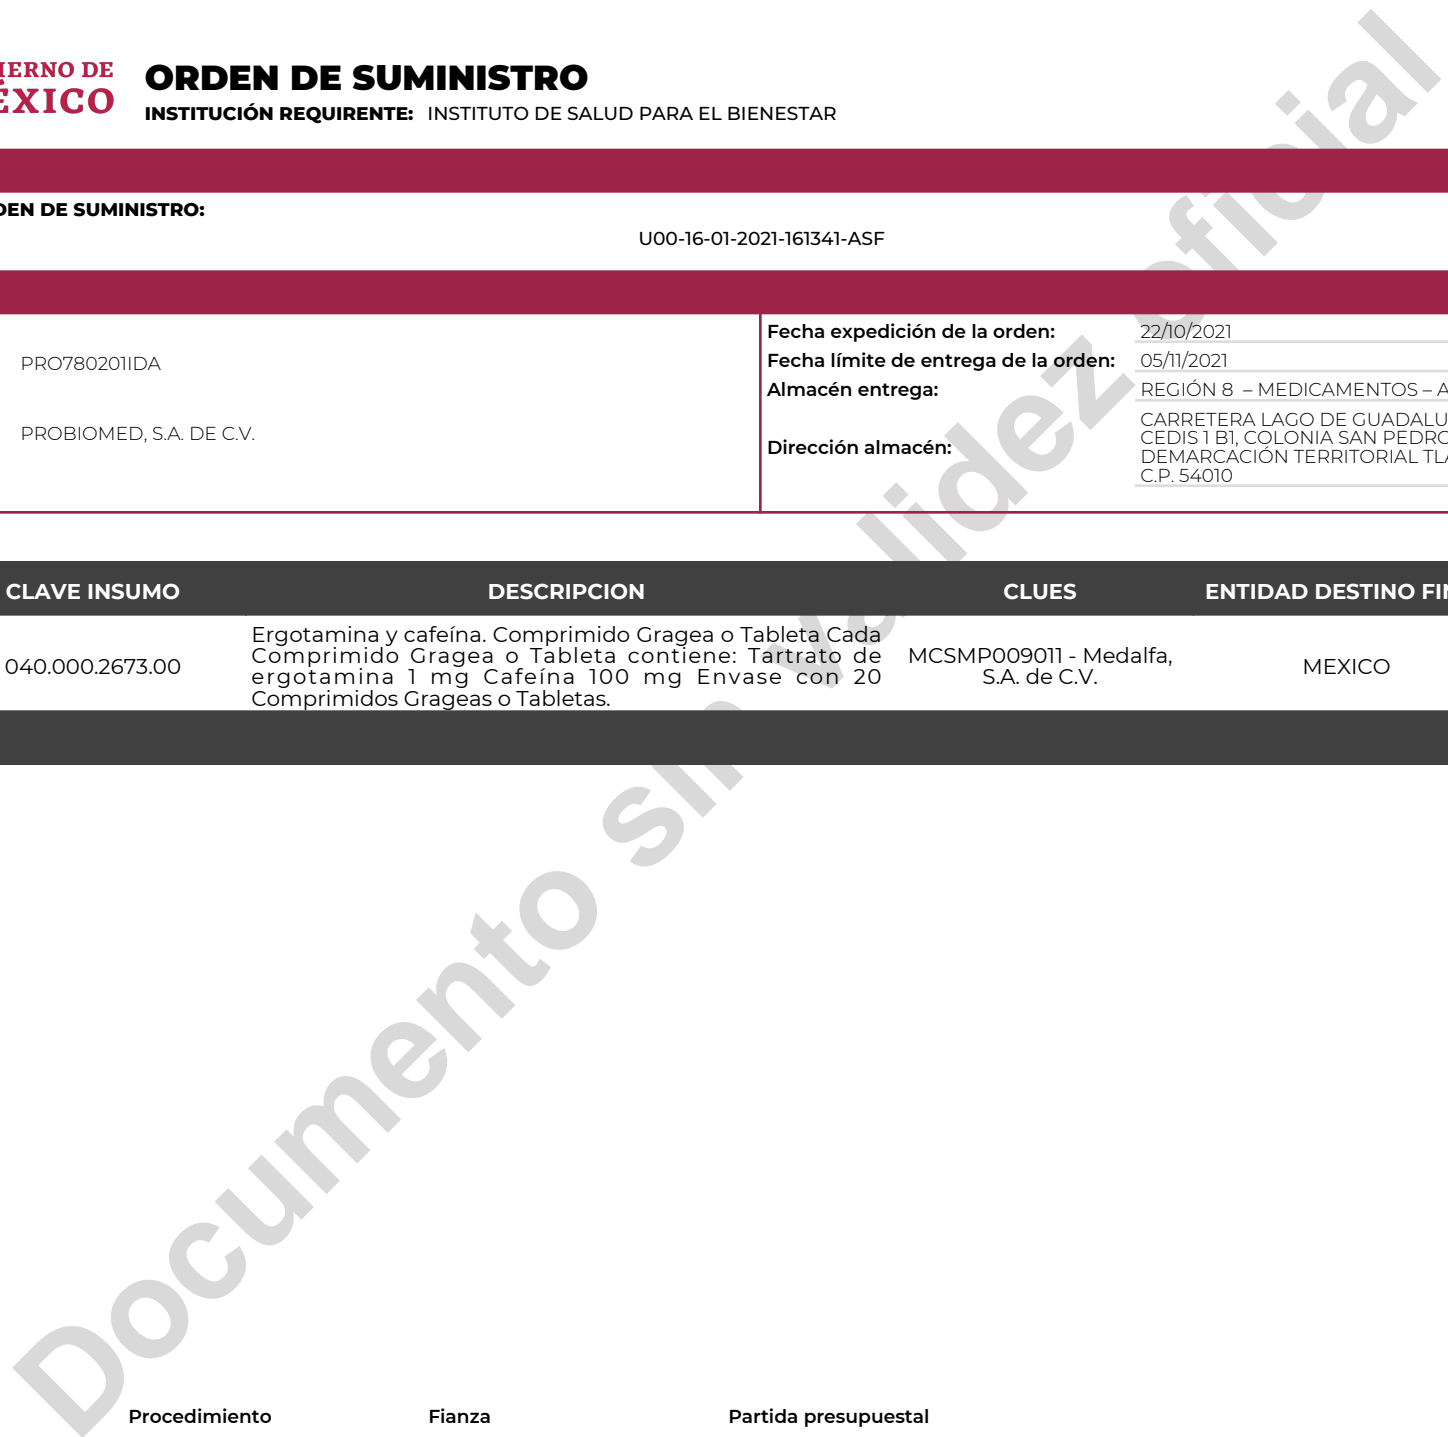 IERNO DE
ÉXICO
ORDEN DE SUMINISTRO
INSTITUCIÓN REQUIRENTE: INSTITUTO DE SALUD PARA EL BIENESTAR
DEN DE SUMINISTRO:
U00-16-01-2021-161341-ASF
PRO780201IDA
PROBIOMED, S.A. DE C.V.
Fecha expedición de la orden: 22/10/2021
Fecha límite de entrega de la orden: 05/11/2021
Almacén entrega: REGIÓN 8 – MEDICAMENTOS – A
Dirección almacén:
CARRETERA LAGO DE GUADALU
CEDIS 1 B1, COLONIA SAN PEDRO
DEMARCACIÓN TERRITORIAL TLA
C.P. 54010
CLAVE INSUMO DESCRIPCION CLUES ENTIDAD DESTINO FIN
040.000.2673.00
Ergotamina y cafeína. Comprimido Gragea o Tableta Cada
Comprimido Gragea o Tableta contiene: Tartrato de
ergotamina 1 mg Cafeína 100 mg Envase con 20
Comprimidos Grageas o Tabletas.
MCSMP009011 - Medalfa,
S.A. de C.V.
MEXICO
Documento sin validez oficial
Procedimiento Fianza Partida presupuestal